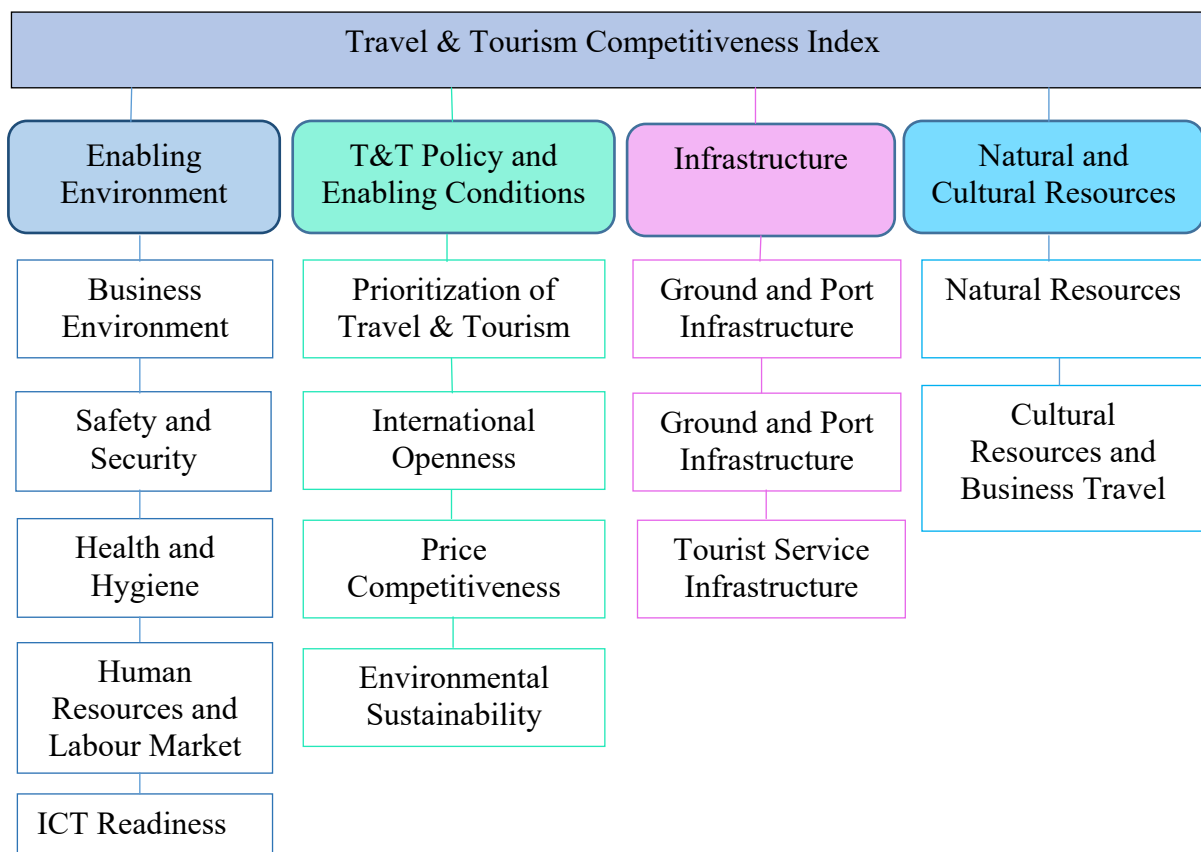 Travel & Tourism Competitiveness Index
Enabling
Environment
Business
Environment
Safety and
Security
Health and
Hygiene
Human
Resources and
Labour Market
ICT Readiness
T&T Policy and
Enabling Conditions
Prioritization of
Travel & Tourism
International
Openness
Price
Competitiveness
Environmental
Sustainability
Infrastructure
Ground and Port
Infrastructure
Ground and Port
Infrastructure
Tourist Service
Infrastructure
Natural and
Cultural Resources
Natural Resources
Cultural
Resources and
Business Travel